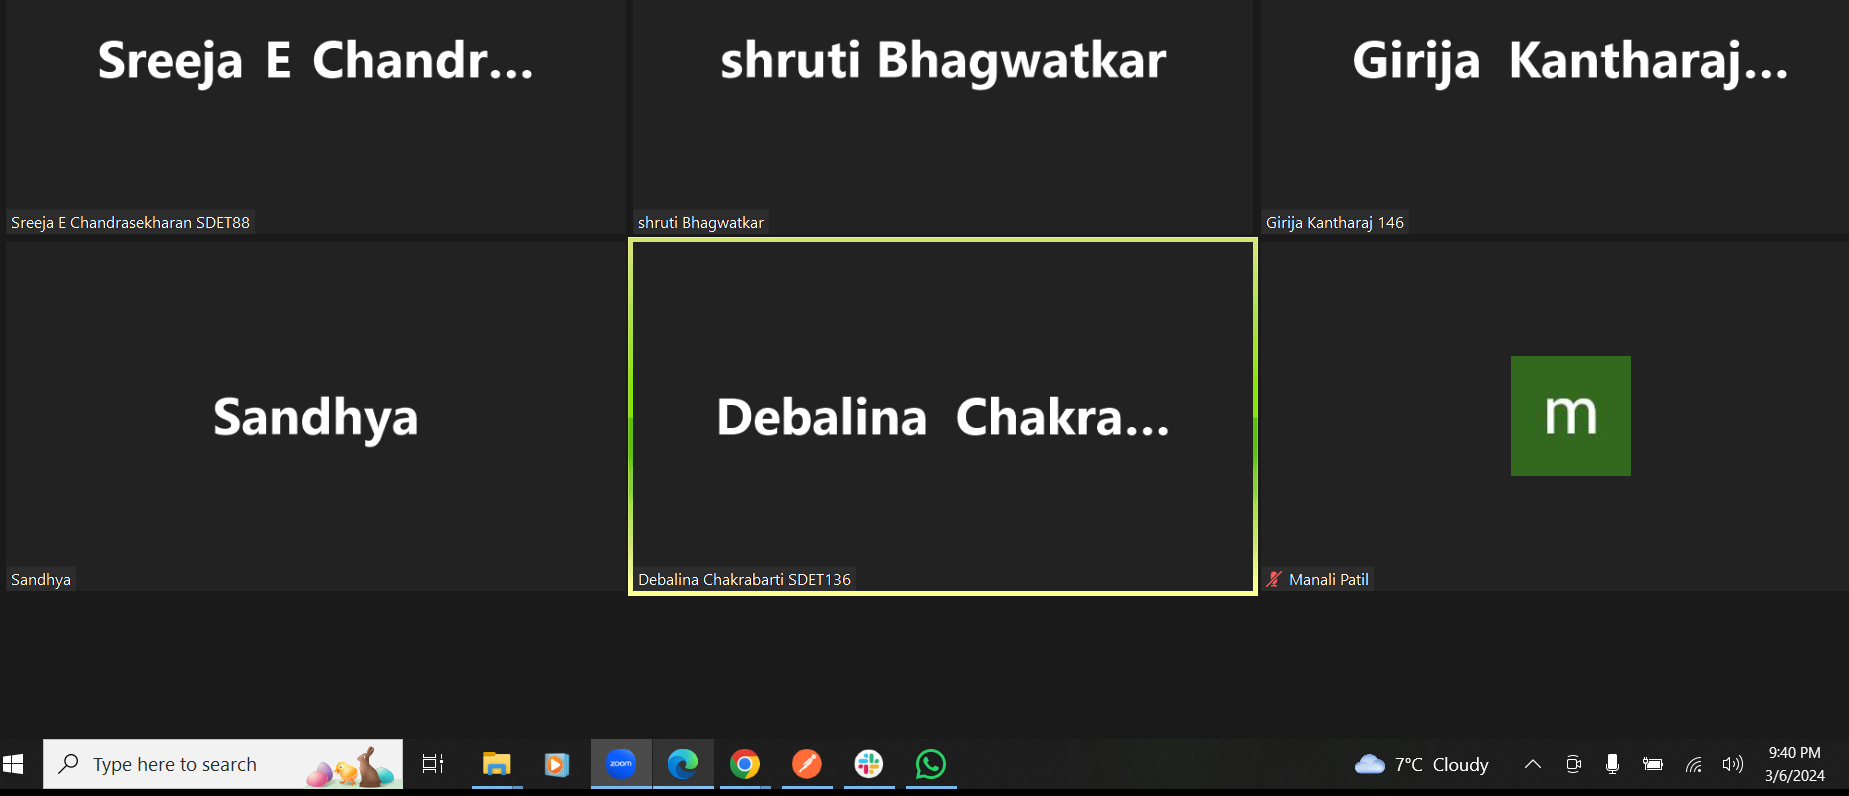 Sreeja E Chandr...
shruti Bhagwatkar
Girija Kantharaj...
Sreeja E Chandrasekharan SDET88
shruti Bhagwatkar
Girija Kantharaj 146
Sandhya
Debalina Chakra...
m
Sandhya
Debalina Chakrabarti SDET136
Manali Patil
Type here to search
zoom
7°C Cloudy
9:40 PM
3/6/2024